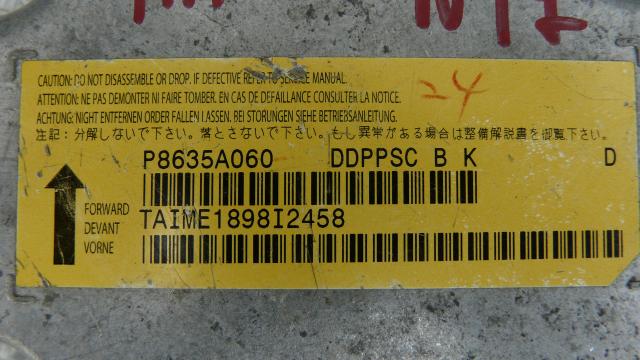 CAUTION: DO NOT DISASSEMBLE OR DROP. IF DEFECTIVE REFER TO SERVICE MANUAL.
ATTENTION: NE PAS DEMONTER NI FAIRE TOMBER. EN CAS DE DEFAILLANCE CONSULTER LA NOTICE.
ACHTUNG: NIGHT ENTFERNEN ORDER FALLEN LASSEN. BEI STORUNGEN SIEHE BETRIEBSANLEITUNG.
注記: 分解しないで下さい。落とさないで下さい。もし異常がある場合は整備解説書を御覧下さい。
24
P8635A060 DDPPSC B K D
FORWARD
DEVANT
VORNE
TAIME1898I2458